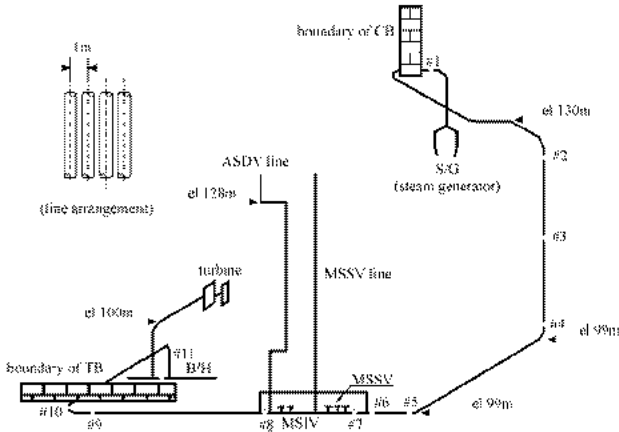 boundary of CB
#1
1m
el 130m
#2
S/G
(steam generator)
ASDV line
el 128m
(line arrangement)
#3
MSSV line
turbine
el 100m
#4
el 99m
boundary of TB
#11
B/H
MSSV
#6
#5
el 99m
#10
#9
#8
MSIV
#7